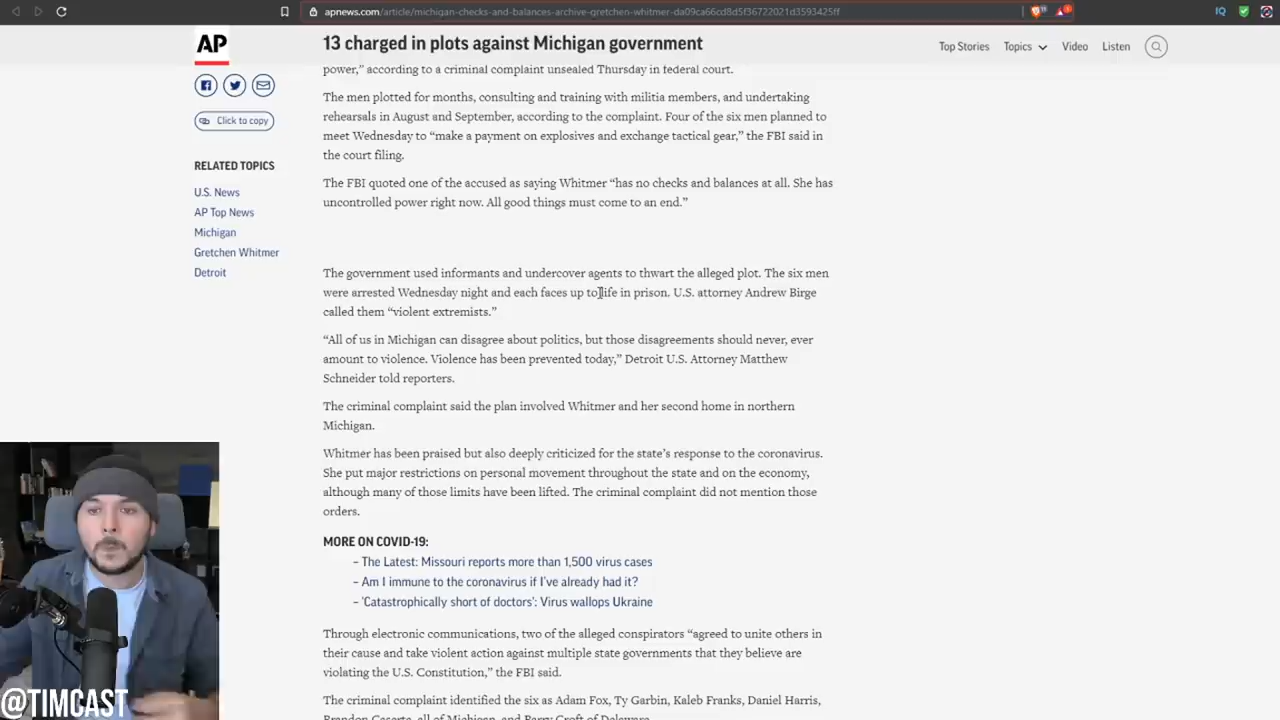 apnews.com/article/michigan-checks-and-balances-archive-gretchen-whitmer-da09ca66cd8d5f36722021d3593425ff
IQ
AP
13 charged in plots against Michigan government
Top Stories
Topics
Video
Listen
Click to copy
RELATED TOPICS
U.S. News
AP Top News
Michigan
Gretchen Whitmer
Detroit
power,” according to a criminal complaint unsealed Thursday in federal court.
The men plotted for months, consulting and training with militia members, and undertaking
rehearsals in August and September, according to the complaint. Four of the six men planned to
meet Wednesday to “make a payment on explosives and exchange tactical gear,” the FBI said in
the court filing.
The FBI quoted one of the accused as saying Whitmer “has no checks and balances at all. She has
uncontrolled power right now. All good things must come to an end.”
The government used informants and undercover agents to thwart the alleged plot. The six men
were arrested Wednesday night and each faces up to life in prison. U.S. attorney Andrew Birge
called them “violent extremists.”
“All of us in Michigan can disagree about politics, but those disagreements should never, ever
amount to violence. Violence has been prevented today,” Detroit U.S. Attorney Matthew
Schneider told reporters.
The criminal complaint said the plan involved Whitmer and her second home in northern
Michigan.
Whitmer has been praised but also deeply criticized for the state’s response to the coronavirus.
She put major restrictions on personal movement throughout the state and on the economy,
although many of those limits have been lifted. The criminal complaint did not mention those
orders.
MORE ON COVID-19:
– The Latest: Missouri reports more than 1,500 virus cases
– Am I immune to the coronavirus if I’ve already had it?
– ‘Catastrophically short of doctors’: Virus wallops Ukraine
Through electronic communications, two of the alleged conspirators “agreed to unite others in
their cause and take violent action against multiple state governments that they believe are
violating the U.S. Constitution,” the FBI said.
The criminal complaint identified the six as Adam Fox, Ty Garbin, Kaleb Franks, Daniel Harris,
Brandon Caserta, all of Michigan, and Barry Croft of Delaware.
@TIMCAST